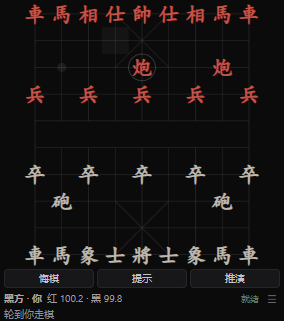 車馬相仕帥仕相馬車
炮炮
兵兵兵兵兵
卒卒卒卒卒
砲砲
車馬象士將士象馬車
悔棋 提示 推演
黑方·你 红 100.2·黑 99.8 就绪 ☰
轮到你走棋